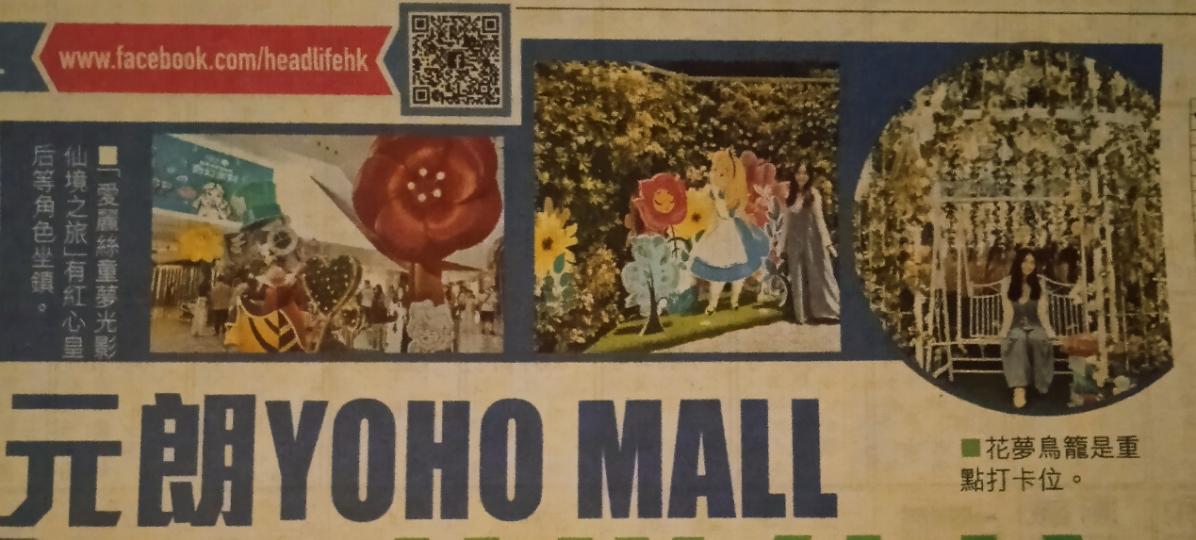 www.facebook.com/headlifehk
■「愛麗絲童夢光影
仙境之旅」有紅心皇
后等角色坐鎮。
元朗YOHO MALL
■花夢鳥籠是重
點打卡位。